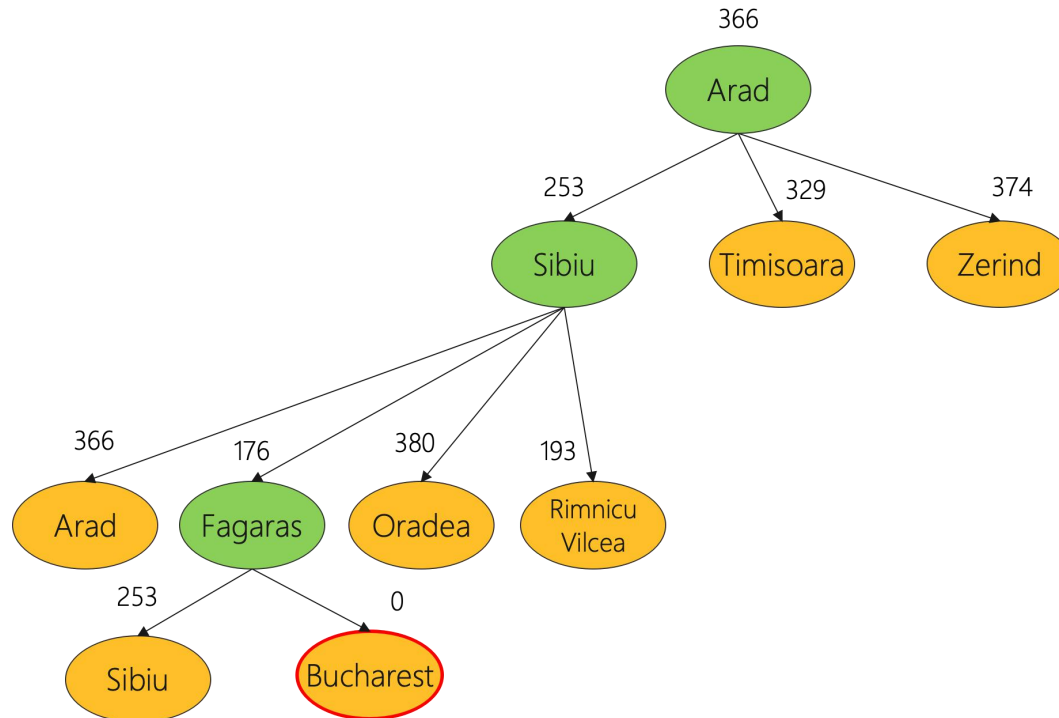 366
Arad
253
329
374
Sibiu
Timisoara
Zerind
366
176
380
193
Arad
Fagaras
Oradea
Rimnicu
Vilcea
253
0
Sibiu
Bucharest